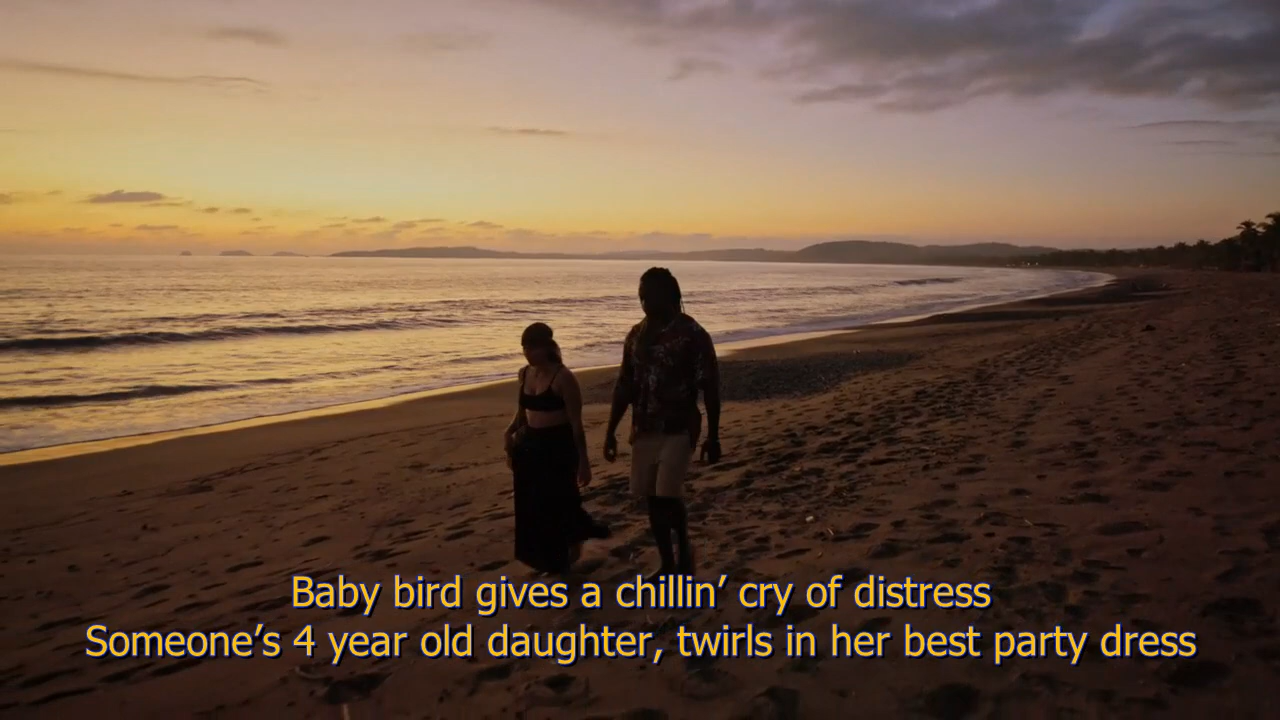 Baby bird gives a chillin’ cry of distress
Someone’s 4 year old daughter, twirls in her best party dress